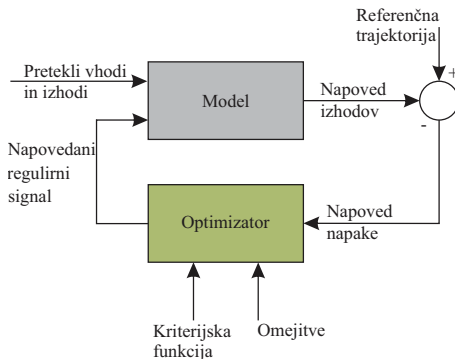 Referenčna
trajektorija
Pretekli vhodi
in izhodi
Model
Napoved
izhodov
+
-
Napovedani
regulirni
signal
Optimizator
Napoved
napake
Kriterijska
funkcija
Omejitve